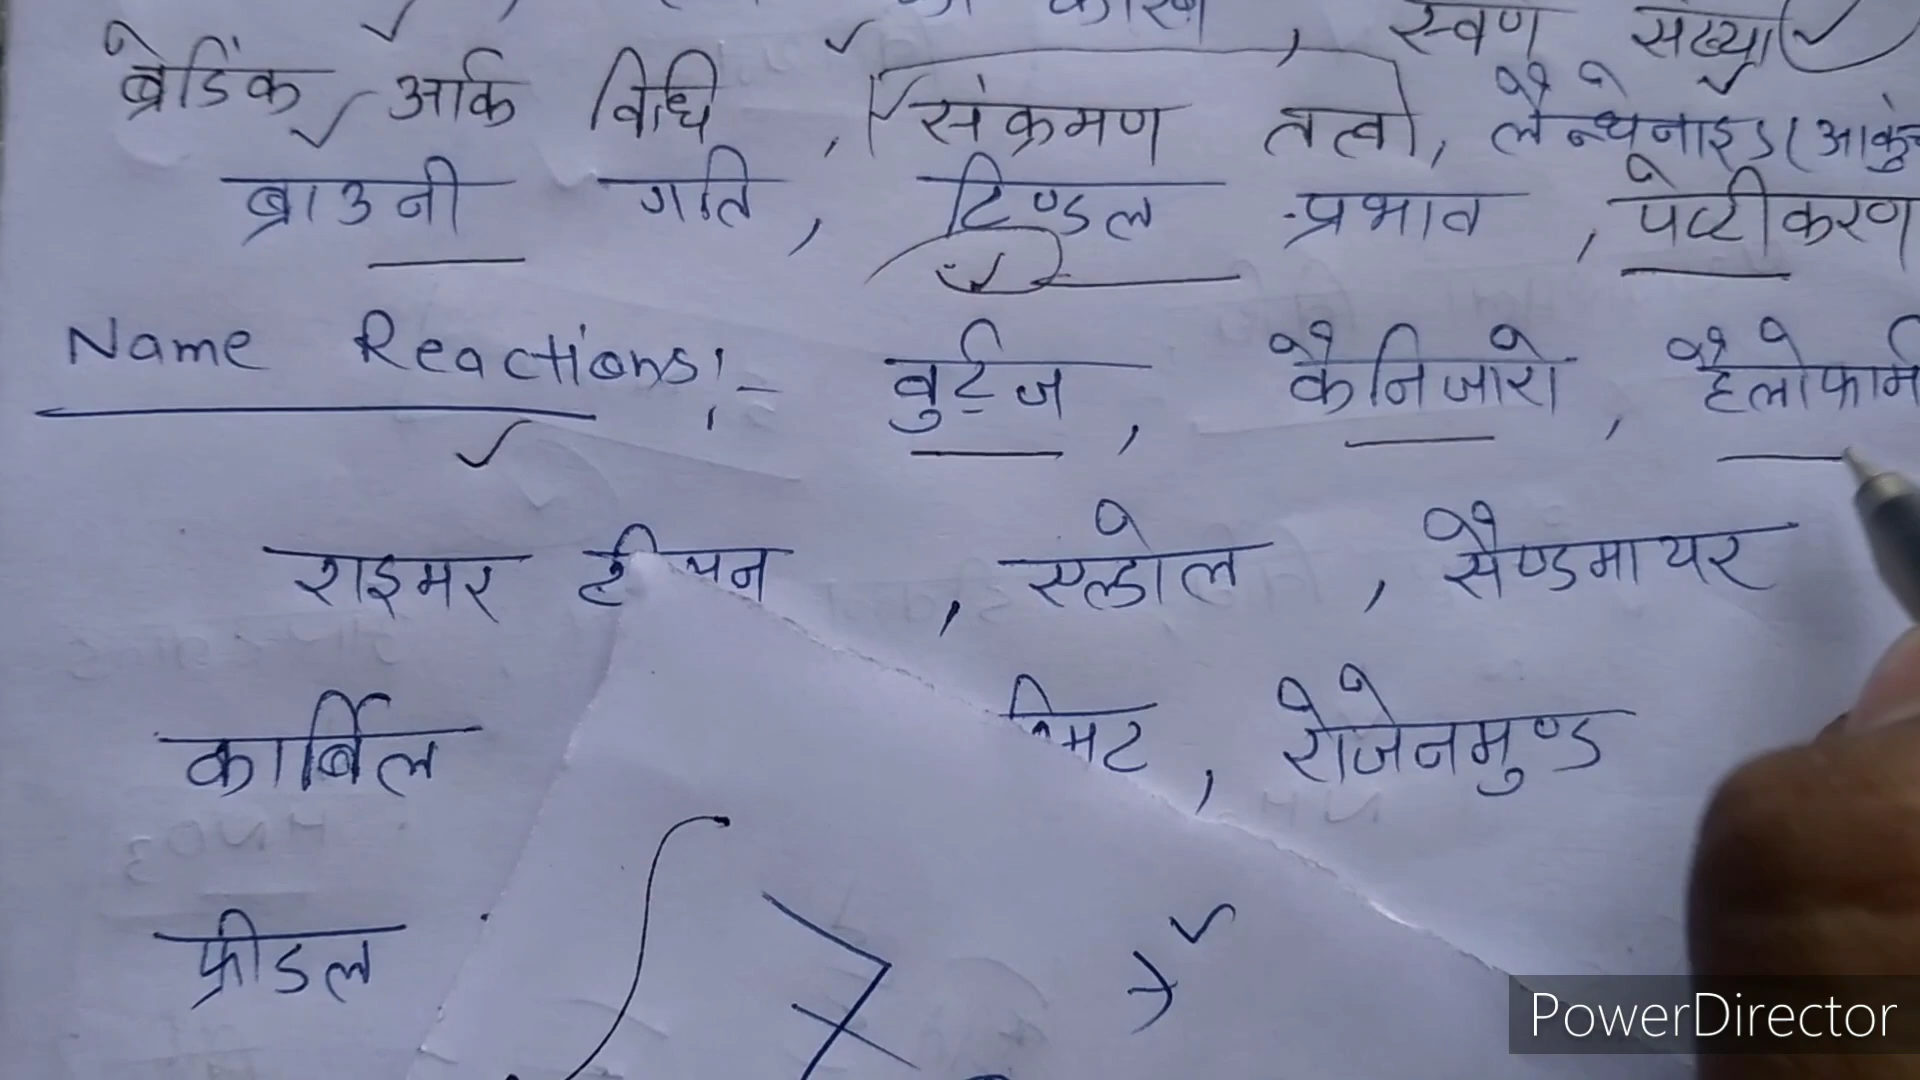 स्वर्ण संख्या
ब्रेडिंक आर्क विधि , संक्रमण तत्वो, लैन्थेनाइड (आकुंच
ब्राउनी गति , टिण्डल प्रभाव , पेप्टीकरण
Name Reactions:- वुर्ट्ज , कैनिजारो , हैलोफार्म
राइमर , एल्डोल , सैण्डमायर
कार्बिल , रोजेनमुण्ड
फ्रीडल
PowerDirector